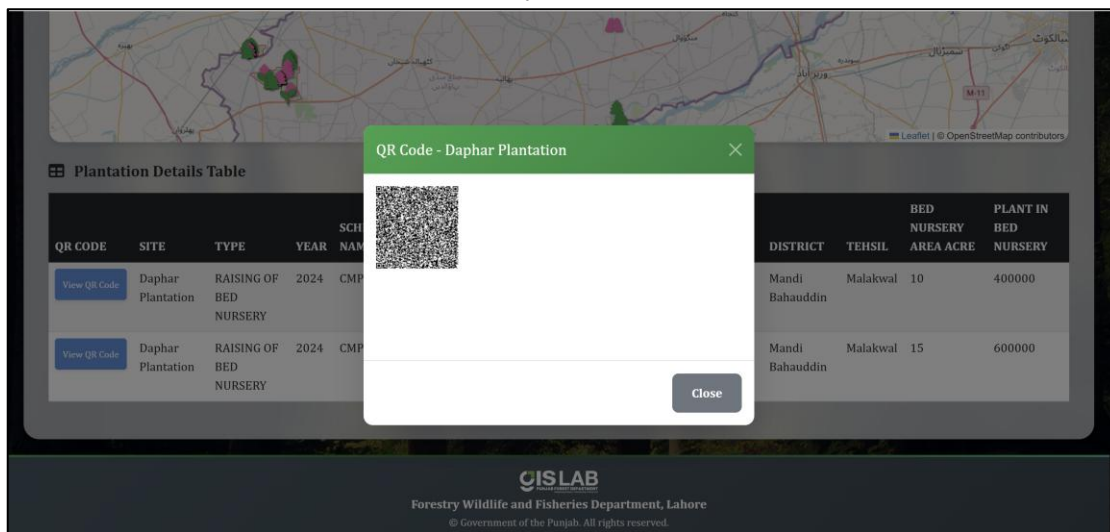 M-11
Leaflet | © OpenStreetMap contributors
QR Code - Daphar Plantation
Plantation Details Table
QR CODE SITE TYPE YEAR DISTRICT TEHSIL BED NURSERY AREA ACRE PLANT IN BED NURSERY
View QR Code Daphar Plantation RAISING OF BED NURSERY 2024 CMP Mandi Bahauddin Malakwal 10 400000
View QR Code Daphar Plantation RAISING OF BED NURSERY 2024 CMP Mandi Bahauddin Malakwal 15 600000
Close
GIS LAB
Forestry Wildlife and Fisheries Department, Lahore
© Government of the Punjab. All rights reserved.